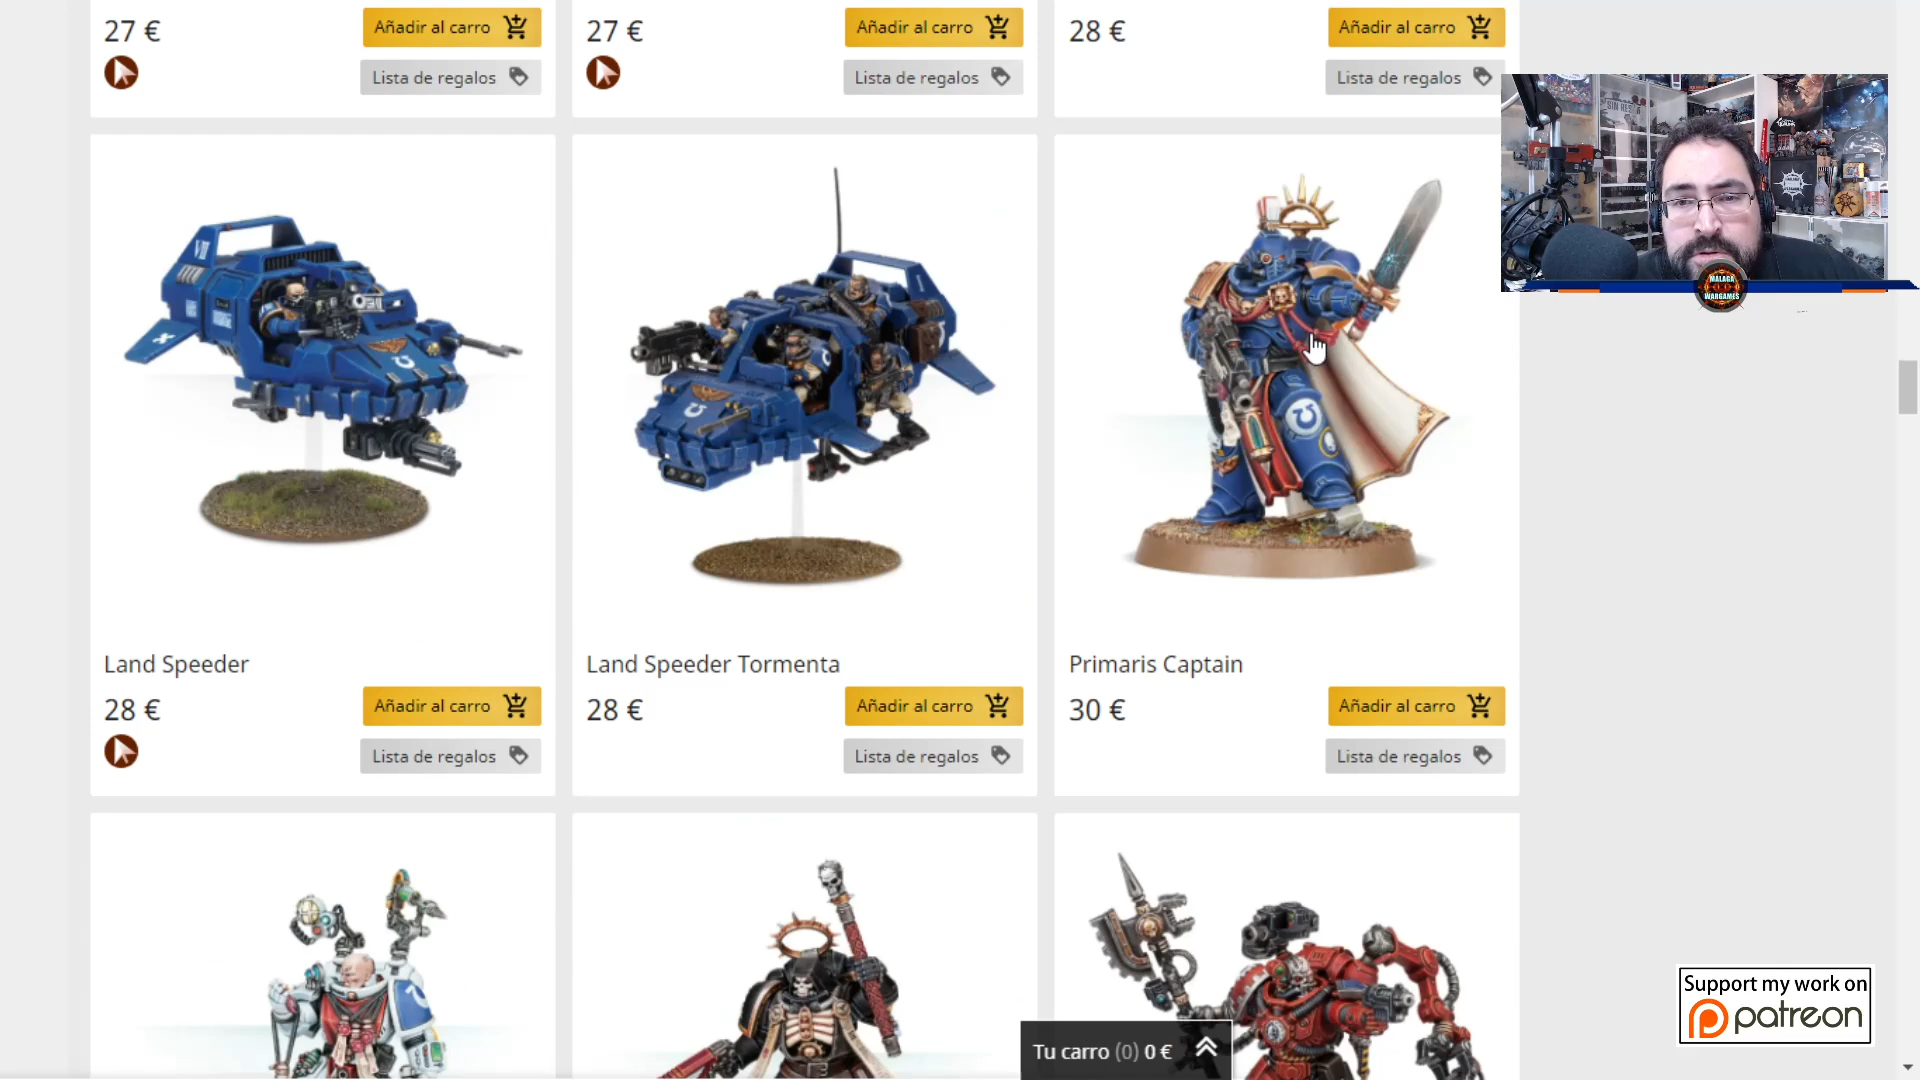 27 €
Añadir al carro
Lista de regalos
27 €
Añadir al carro
Lista de regalos
28 €
Añadir al carro
Lista de regalos
MALAGA
WARGAMES
Land Speeder
28 €
Añadir al carro
Lista de regalos
Land Speeder Tormenta
28 €
Añadir al carro
Lista de regalos
Primaris Captain
30 €
Añadir al carro
Lista de regalos
Tu carro (0) 0 €
Support my work on
patreon